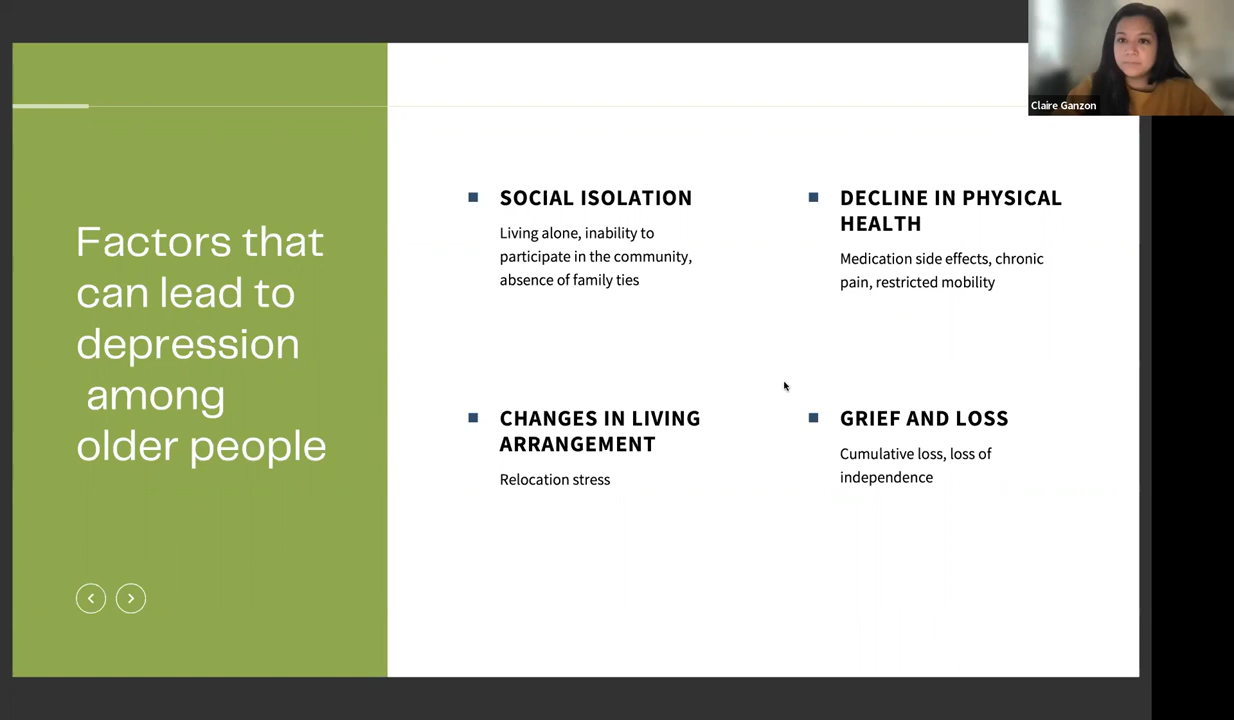 Claire Ganzon
Factors that
can lead to
depression
among
older people
SOCIAL ISOLATION
Living alone, inability to
participate in the community,
absence of family ties
DECLINE IN PHYSICAL
HEALTH
Medication side effects, chronic
pain, restricted mobility
CHANGES IN LIVING
ARRANGEMENT
Relocation stress
GRIEF AND LOSS
Cumulative loss, loss of
independence